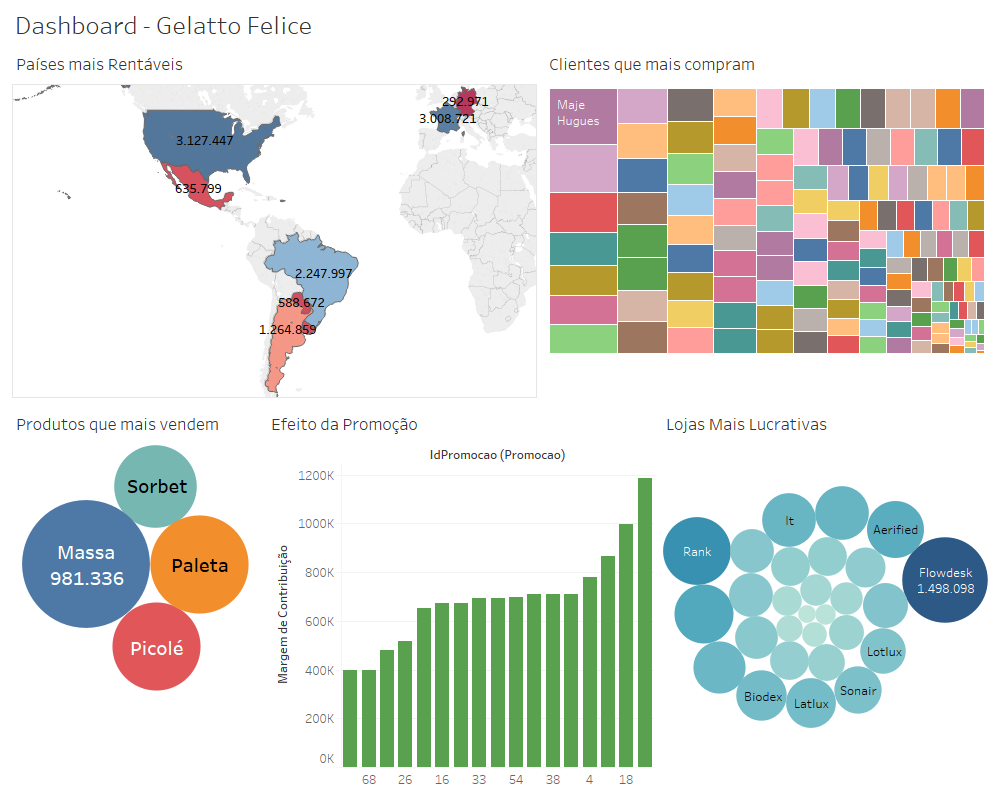 Dashboard - Gelatto Felice
Países mais Rentáveis
292.971
3.008.721
3.127.447
635.799
2.247.997
588.672
1.264.859
Clientes que mais compram
Maje
Hugues
Produtos que mais vendem
Sorbet
Massa
981.336
Paleta
Picolé
Efeito da Promoção
IdPromocao (Promocao)
Margem de Contribuição
1200K
1000K
800K
600K
400K
200K
0K
68 26 16 33 54 38 4 18
Lojas Mais Lucrativas
It
Aerified
Rank
Flowdesk
1.498.098
Lotlux
Sonair
Biodex
Latlux